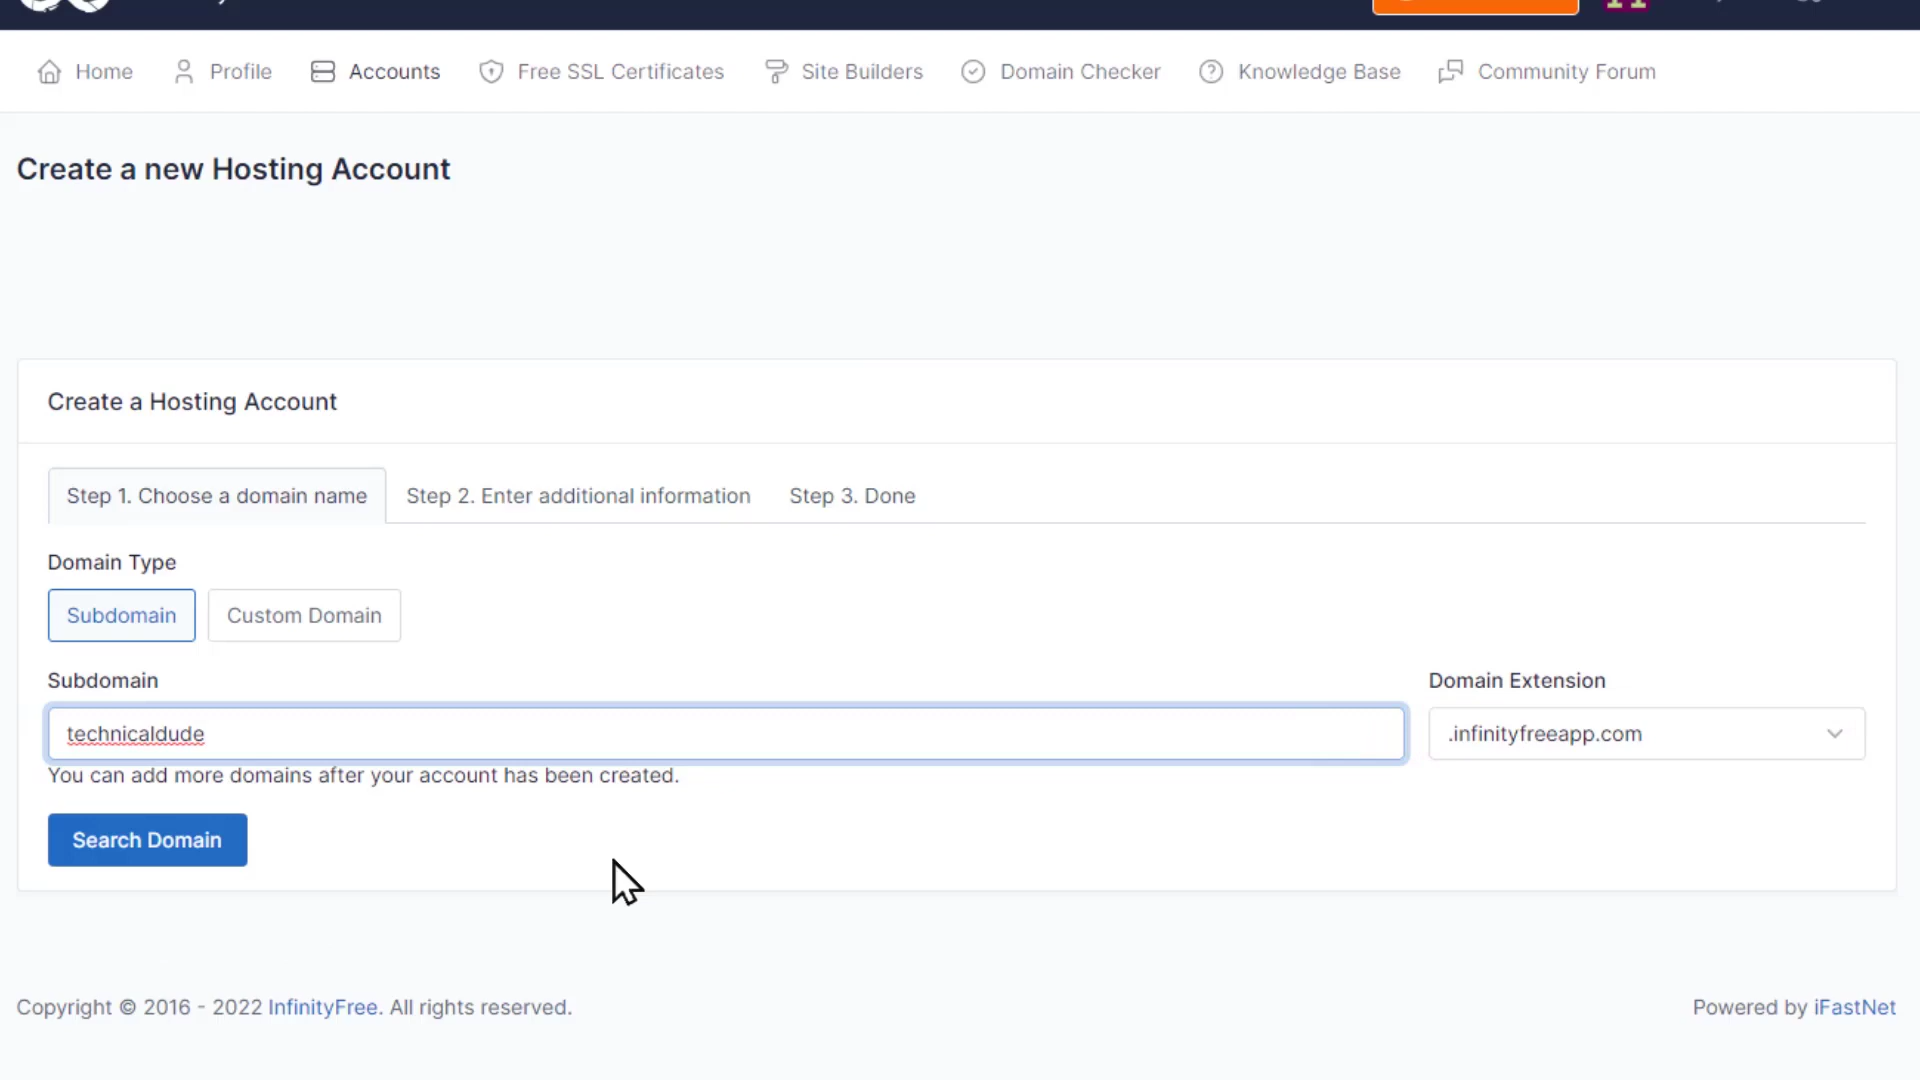 Home Profile Accounts Free SSL Certificates Site Builders Domain Checker Knowledge Base Community Forum
Create a new Hosting Account
Create a Hosting Account
Step 1. Choose a domain name Step 2. Enter additional information Step 3. Done
Domain Type
Subdomain Custom Domain
Subdomain Domain Extension
technicaldude .infinityfreeapp.com
You can add more domains after your account has been created.
Search Domain
Copyright © 2016 - 2022 InfinityFree. All rights reserved. Powered by iFastNet